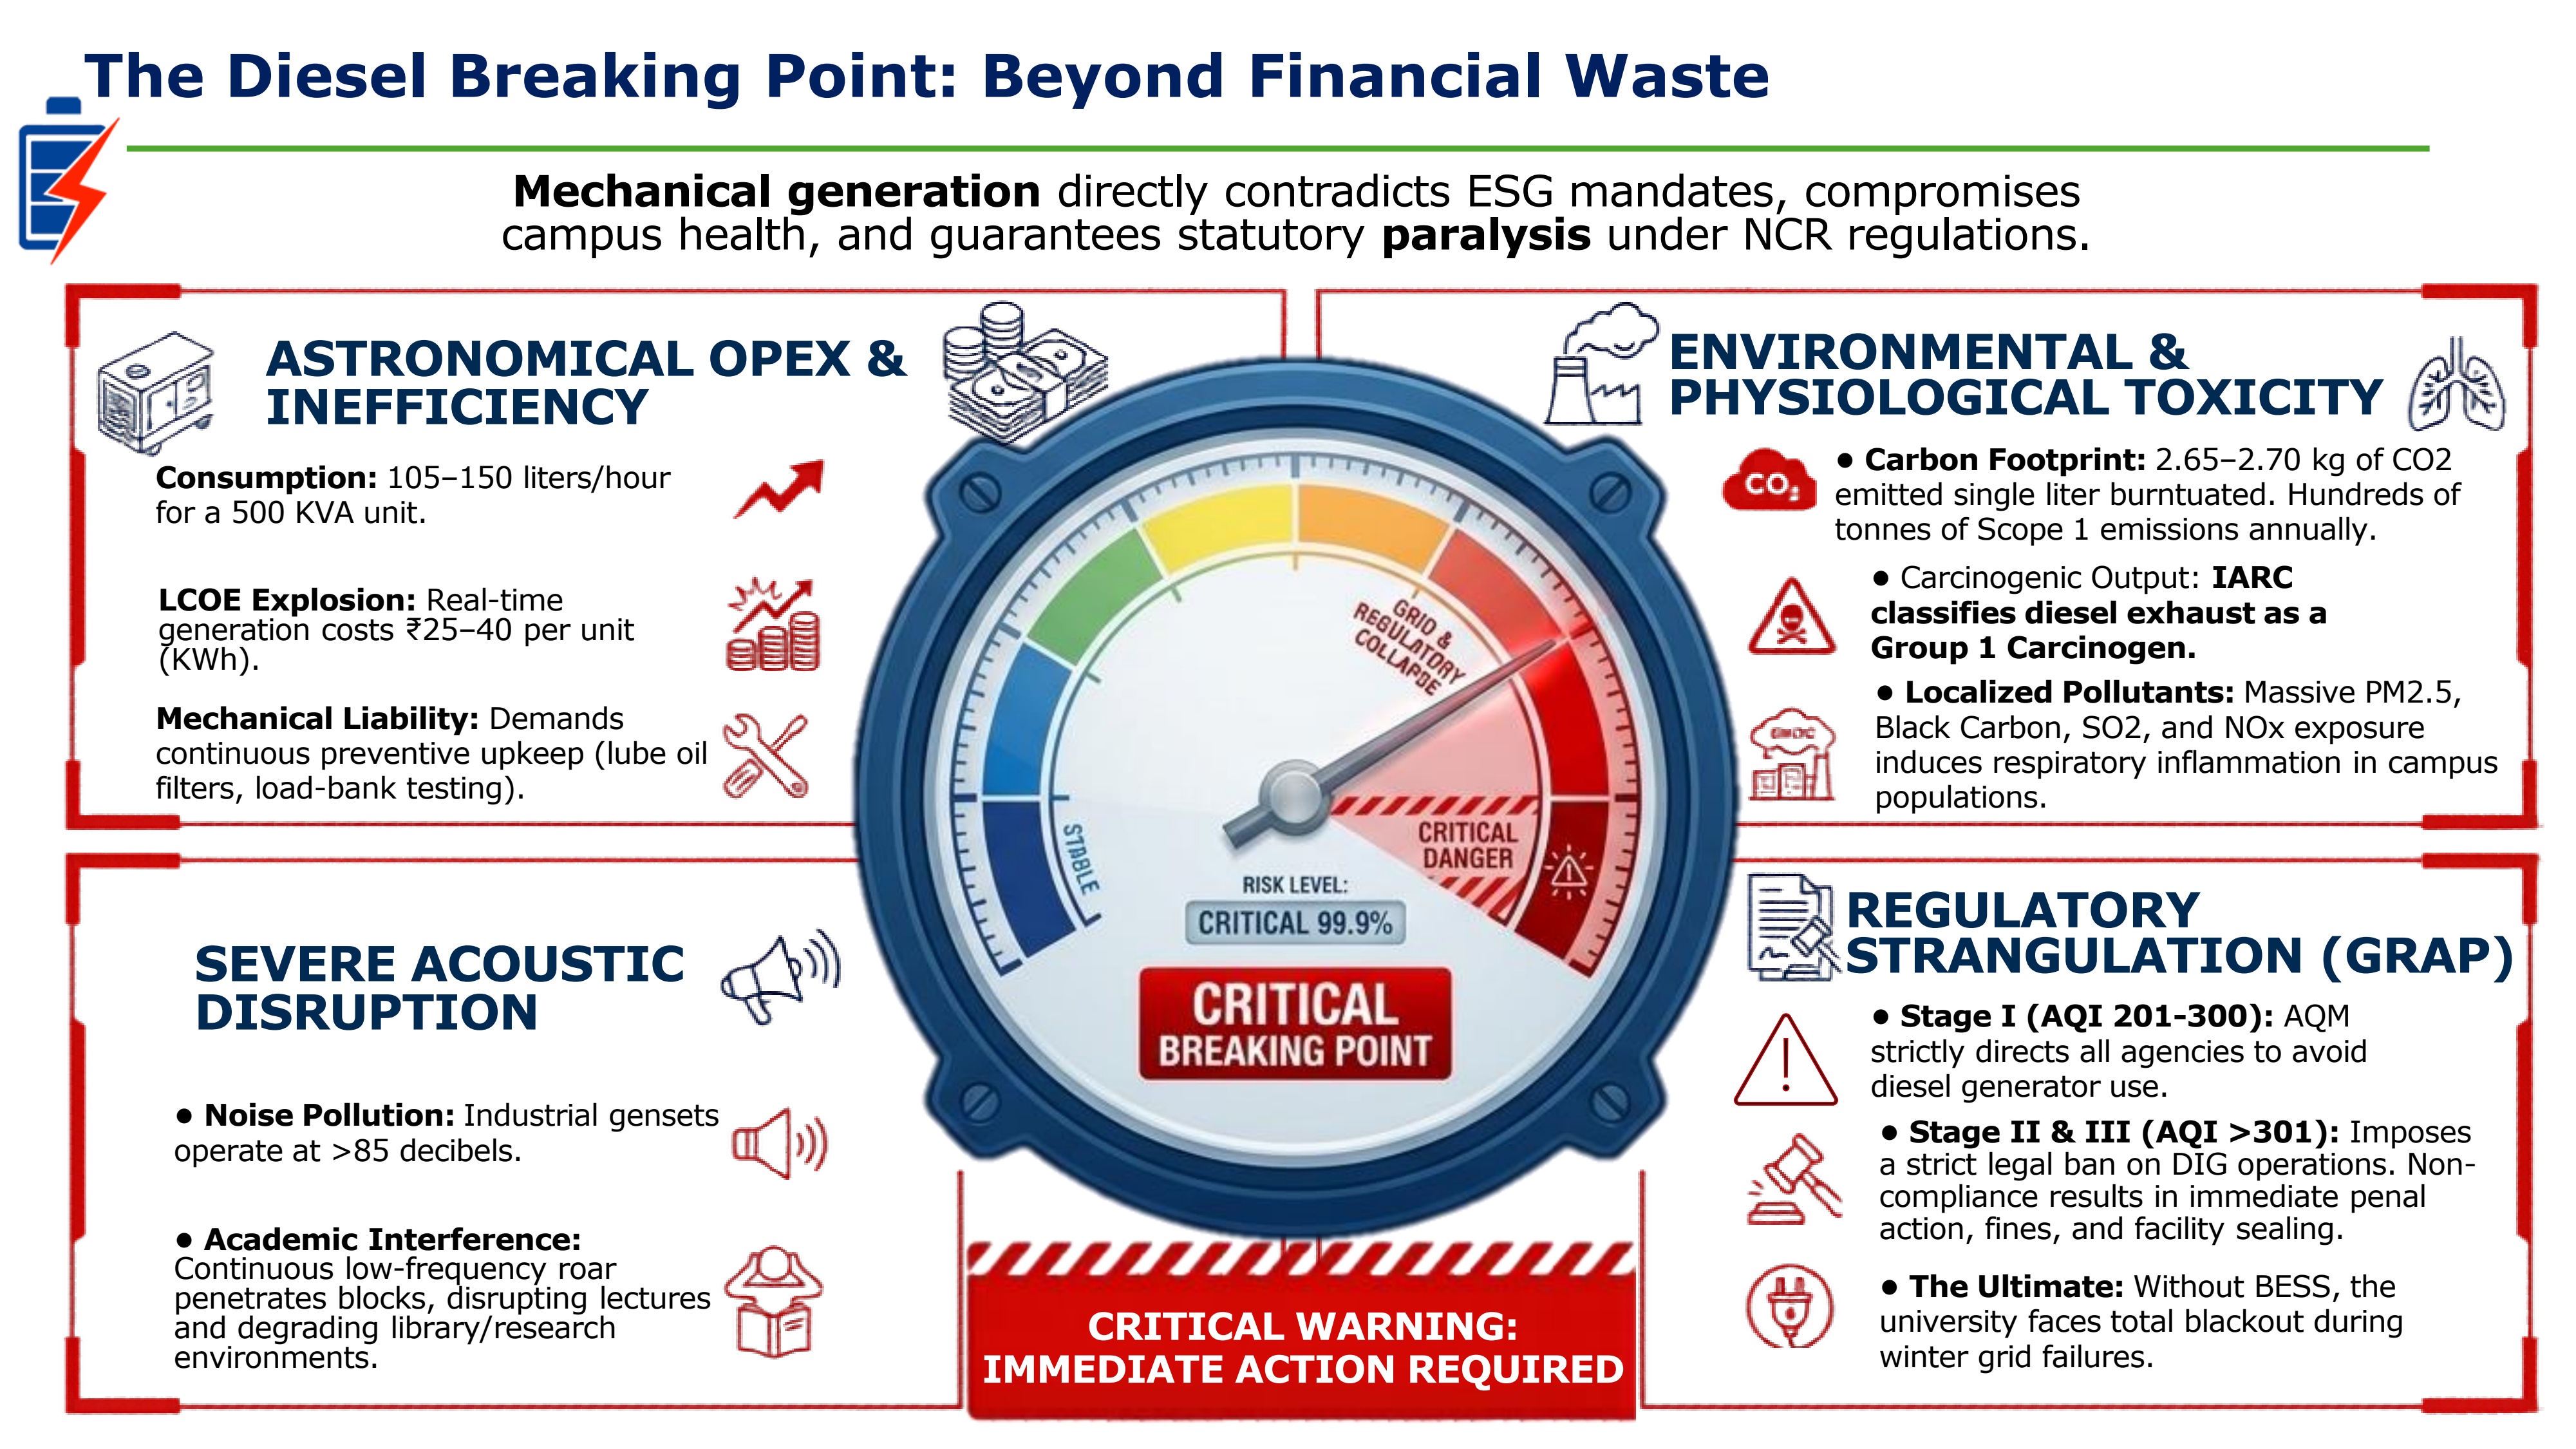 The Diesel Breaking Point: Beyond Financial Waste
Mechanical generation directly contradicts ESG mandates, compromises
campus health, and guarantees statutory paralysis under NCR regulations.
ASTRONOMICAL OPEX &
INEFFICIENCY
Consumption: 105–150 liters/hour
for a 500 KVA unit.
LCOE Explosion: Real-time
generation costs ₹25–40 per unit
(KWh).
Mechanical Liability: Demands
continuous preventive upkeep (lube oil
filters, load-bank testing).
ENVIRONMENTAL &
PHYSIOLOGICAL TOXICITY
CO2
● Carbon Footprint: 2.65–2.70 kg of CO2
emitted single liter burntuated. Hundreds of
tonnes of Scope 1 emissions annually.
● Carcinogenic Output: IARC
classifies diesel exhaust as a
Group 1 Carcinogen.
● Localized Pollutants: Massive PM2.5,
Black Carbon, SO2, and NOx exposure
induces respiratory inflammation in campus
populations.
GRID &
REGULATORY
COLLAPDE
STABLE
CRITICAL
DANGER
RISK LEVEL:
CRITICAL 99.9%
CRITICAL
BREAKING POINT
SEVERE ACOUSTIC
DISRUPTION
● Noise Pollution: Industrial gensets
operate at >85 decibels.
● Academic Interference:
Continuous low-frequency roar
penetrates blocks, disrupting lectures
and degrading library/research
environments.
REGULATORY
STRANGULATION (GRAP)
● Stage I (AQI 201-300): AQM
strictly directs all agencies to avoid
diesel generator use.
● Stage II & III (AQI >301): Imposes
a strict legal ban on DIG operations. Non-
compliance results in immediate penal
action, fines, and facility sealing.
● The Ultimate: Without BESS, the
university faces total blackout during
winter grid failures.
CRITICAL WARNING:
IMMEDIATE ACTION REQUIRED